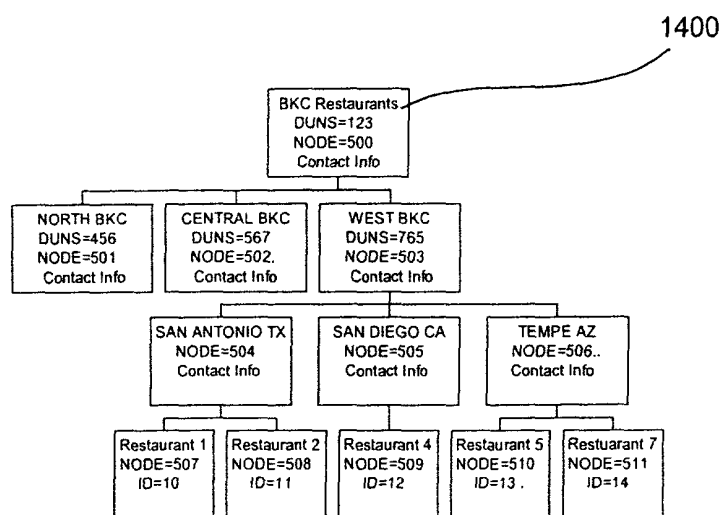 1400
BKC Restaurants
DUNS=123
NODE=500
Contact Info
NORTH BKC
DUNS=456
NODE=501
Contact Info
CENTRAL BKC
DUNS=567
NODE=502.
Contact Info
WEST BKC
DUNS=765
NODE=503
Contact Info
SAN ANTONIO TX
NODE=504
Contact Info
SAN DIEGO CA
NODE=505
Contact Info
TEMPE AZ
NODE=506..
Contact Info
Restaurant 1
NODE=507
ID=10
Restaurant 2
NODE=508
ID=11
Restaurant 4
NODE=509
ID=12
Restaurant 5
NODE=510
ID=13 .
Restuarant 7
NODE=511
ID=14